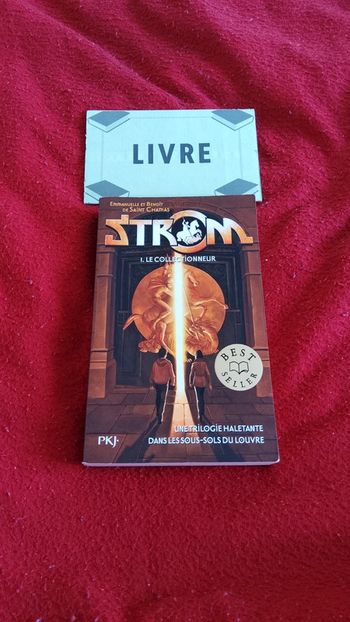 LIVRE
EMMANUELLE ET BENOÎT
DE SAINT CHAMAS
STROM
1. LE COLLECTIONNEUR
BEST
SELLER
UNE TRILOGIE HALETANTE
DANS LES SOUS-SOLS DU LOUVRE
PKJ•